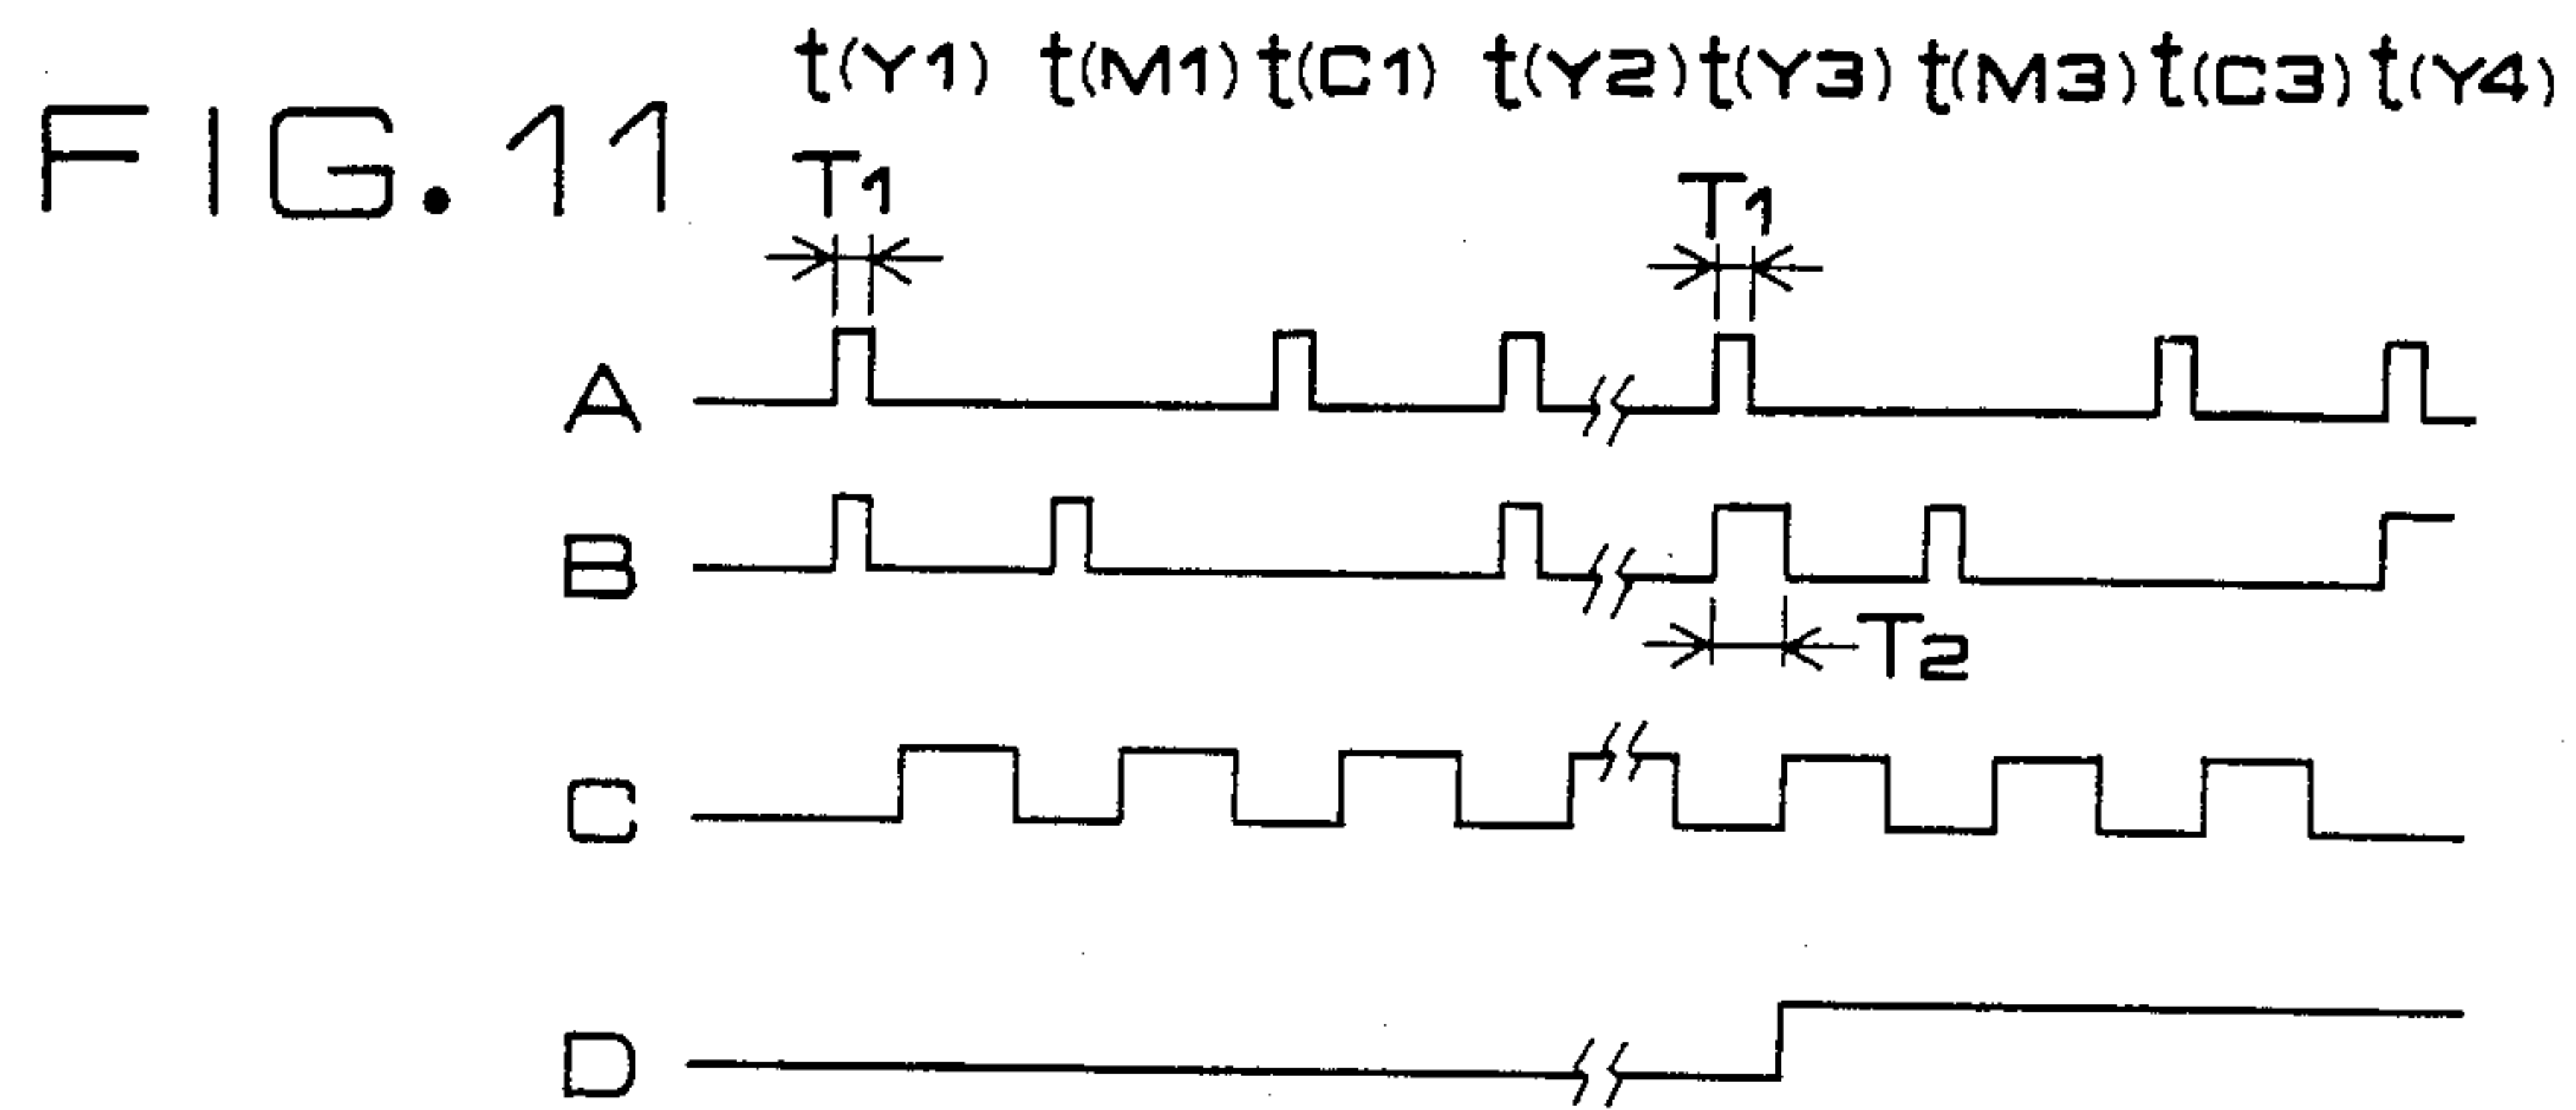 t(Y1) t(M1) t(C1) t(Y2) t(Y3) t(M3) t(C3) t(Y4)
FIG.11
T1 T1
A
B
T2
C
D